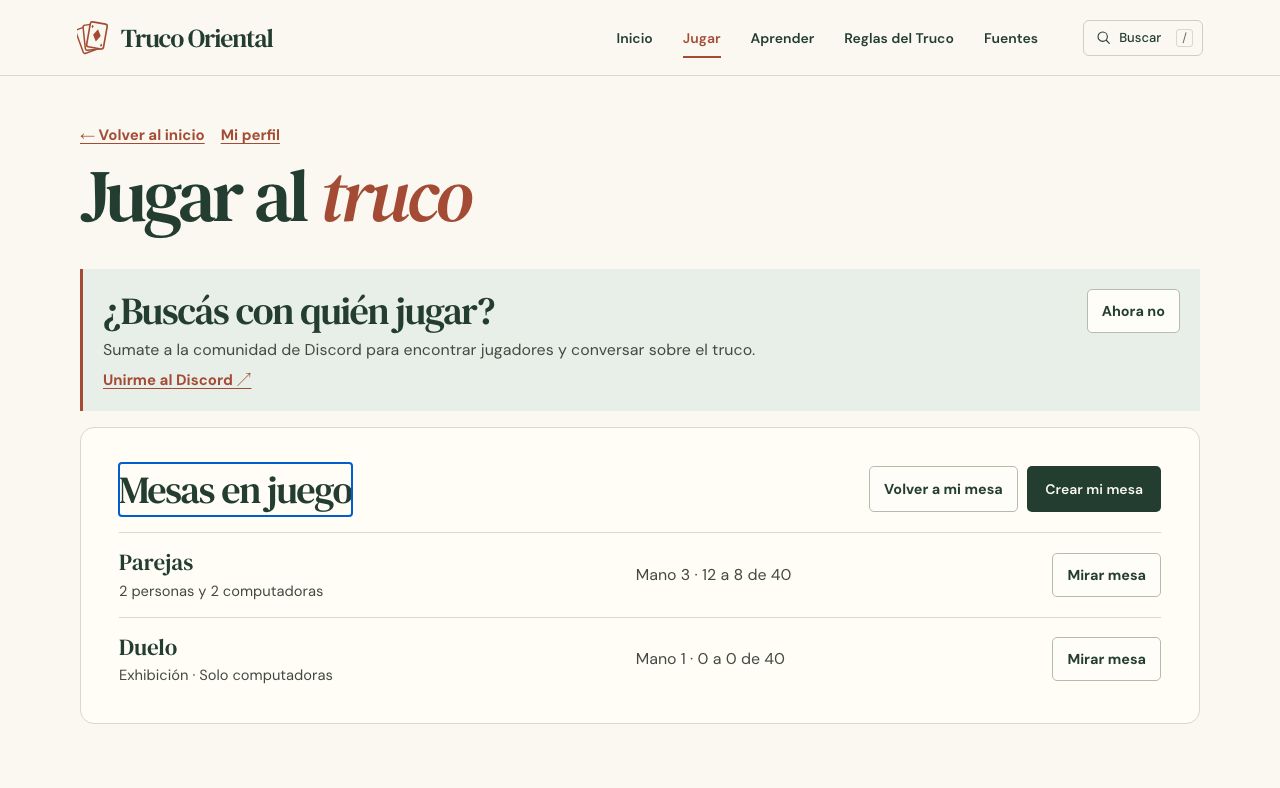 Truco Oriental
Inicio
Jugar
Aprender
Reglas del Truco
Fuentes
Buscar
/
← Volver al inicio
Mi perfil
Jugar al truco
¿Buscás con quién jugar?
Ahora no
Sumate a la comunidad de Discord para encontrar jugadores y conversar sobre el truco.
Unirme al Discord ↗
Mesas en juego
Volver a mi mesa
Crear mi mesa
Parejas
2 personas y 2 computadoras
Mano 3 · 12 a 8 de 40
Mirar mesa
Duelo
Exhibición · Solo computadoras
Mano 1 · 0 a 0 de 40
Mirar mesa